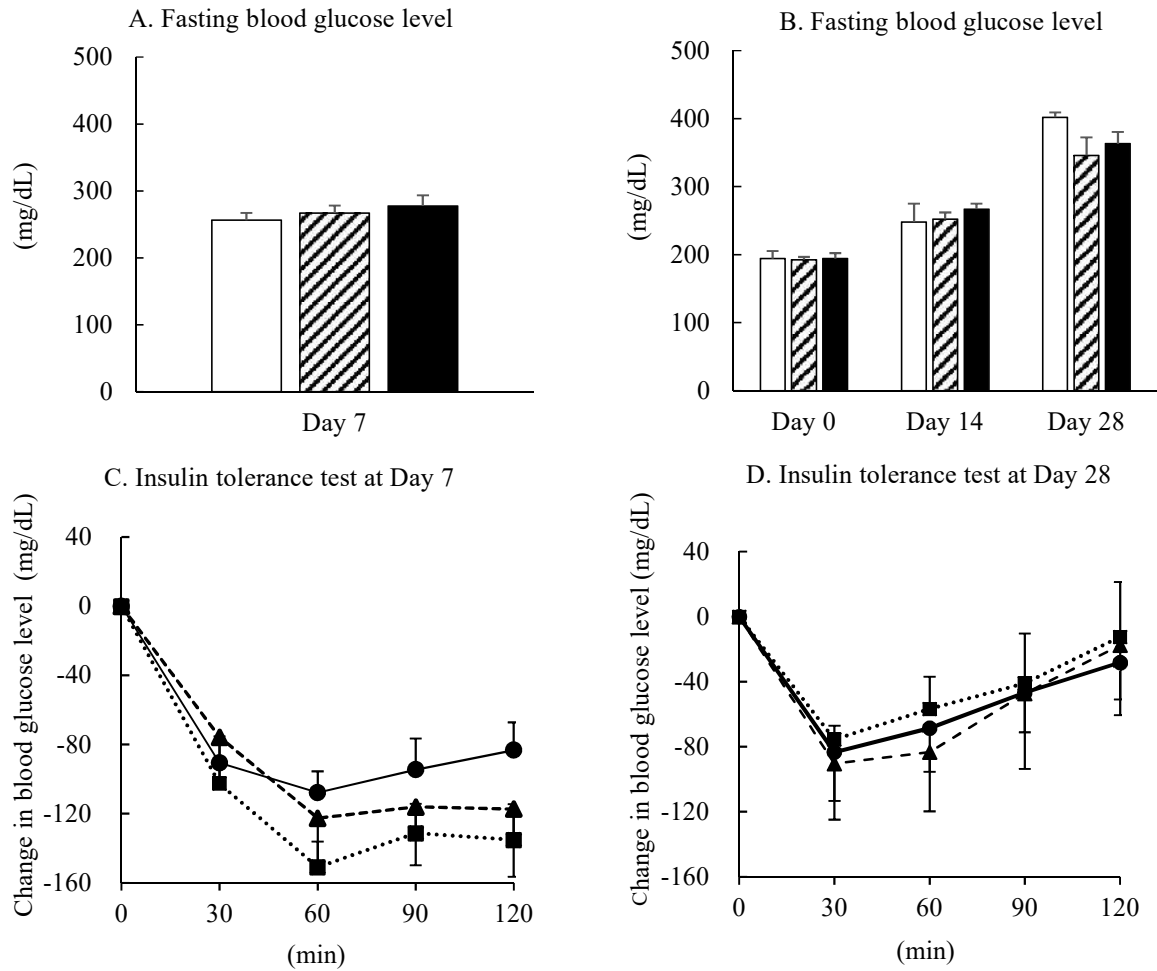 A. Fasting blood glucose level
500
400
300
200
100
0
(mg/dL)
Day 7
B. Fasting blood glucose level
500
400
300
200
100
0
(mg/dL)
Day 0 Day 14 Day 28
C. Insulin tolerance test at Day 7
Change in blood glucose level (mg/dL)
40
0
-40
-80
-120
-160
0 30 60 90 120
(min)
D. Insulin tolerance test at Day 28
Change in blood glucose level (mg/dL)
40
0
-40
-80
-120
-160
0 30 60 90 120
(min)